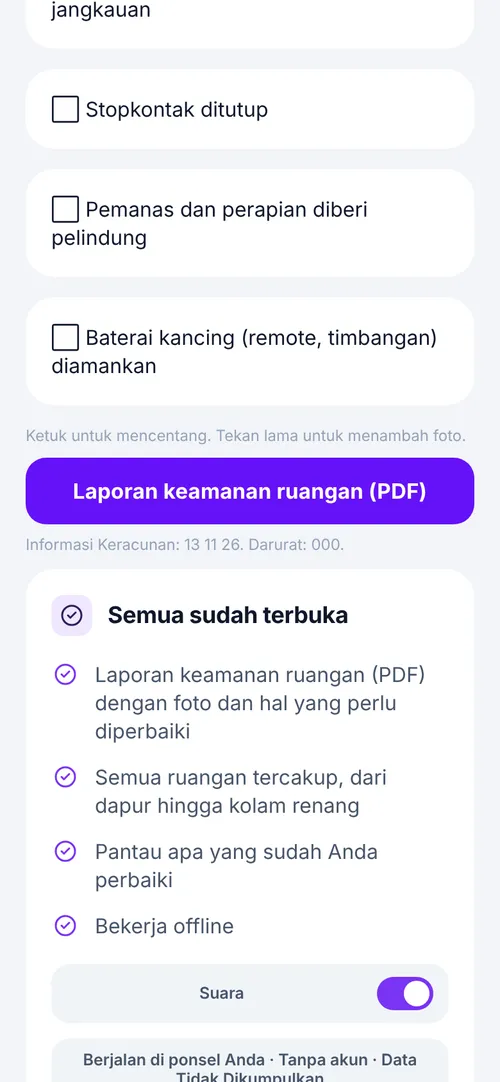 jangkauan
Stopkontak ditutup
Pemanas dan perapian diberi
pelindung
Baterai kancing (remote, timbangan)
diamankan
Ketuk untuk mencentang. Tekan lama untuk menambah foto.
Laporan keamanan ruangan (PDF)
Informasi Keracunan: 13 11 26. Darurat: 000.
Semua sudah terbuka
Laporan keamanan ruangan (PDF)
dengan foto dan hal yang perlu
diperbaiki
Semua ruangan tercakup, dari
dapur hingga kolam renang
Pantau apa yang sudah Anda
perbaiki
Bekerja offline
Suara
Berjalan di ponsel Anda · Tanpa akun · Data
Tidak Dikumpulkan